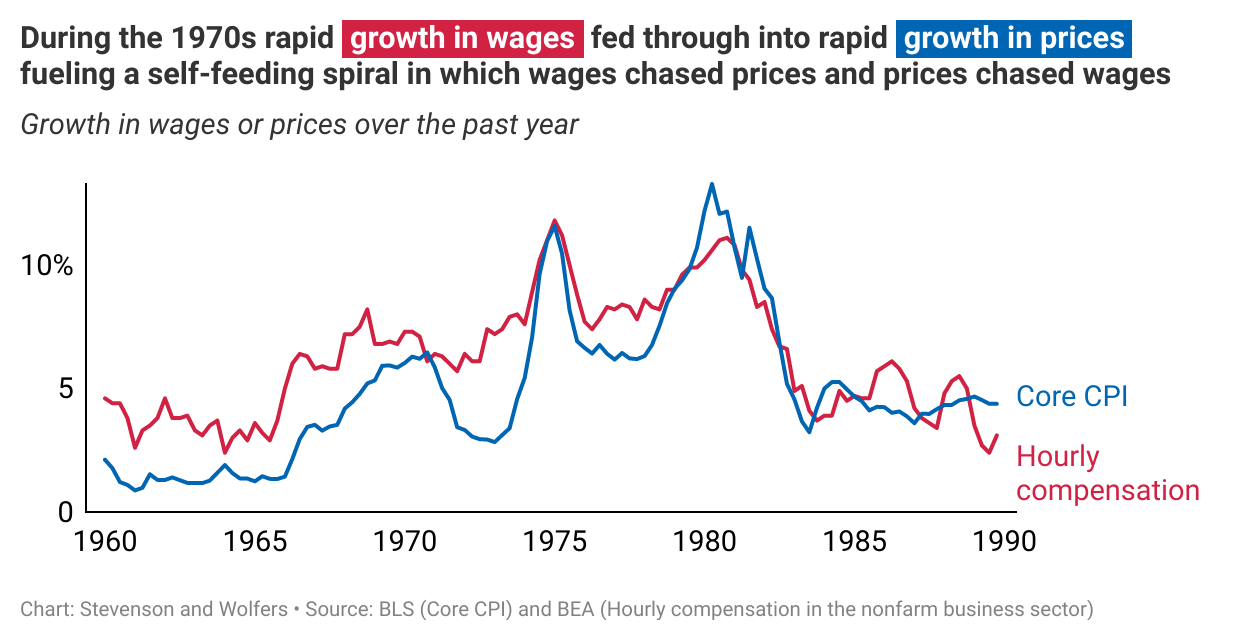 During the 1970s rapid growth in wages fed through into rapid growth in prices
fueling a self-feeding spiral in which wages chased prices and prices chased wages
Growth in wages or prices over the past year
10%
5
0
Core CPI
Hourly
compensation
1960 1965 1970 1975 1980 1985 1990
Chart: Stevenson and Wolfers • Source: BLS (Core CPI) and BEA (Hourly compensation in the nonfarm business sector)